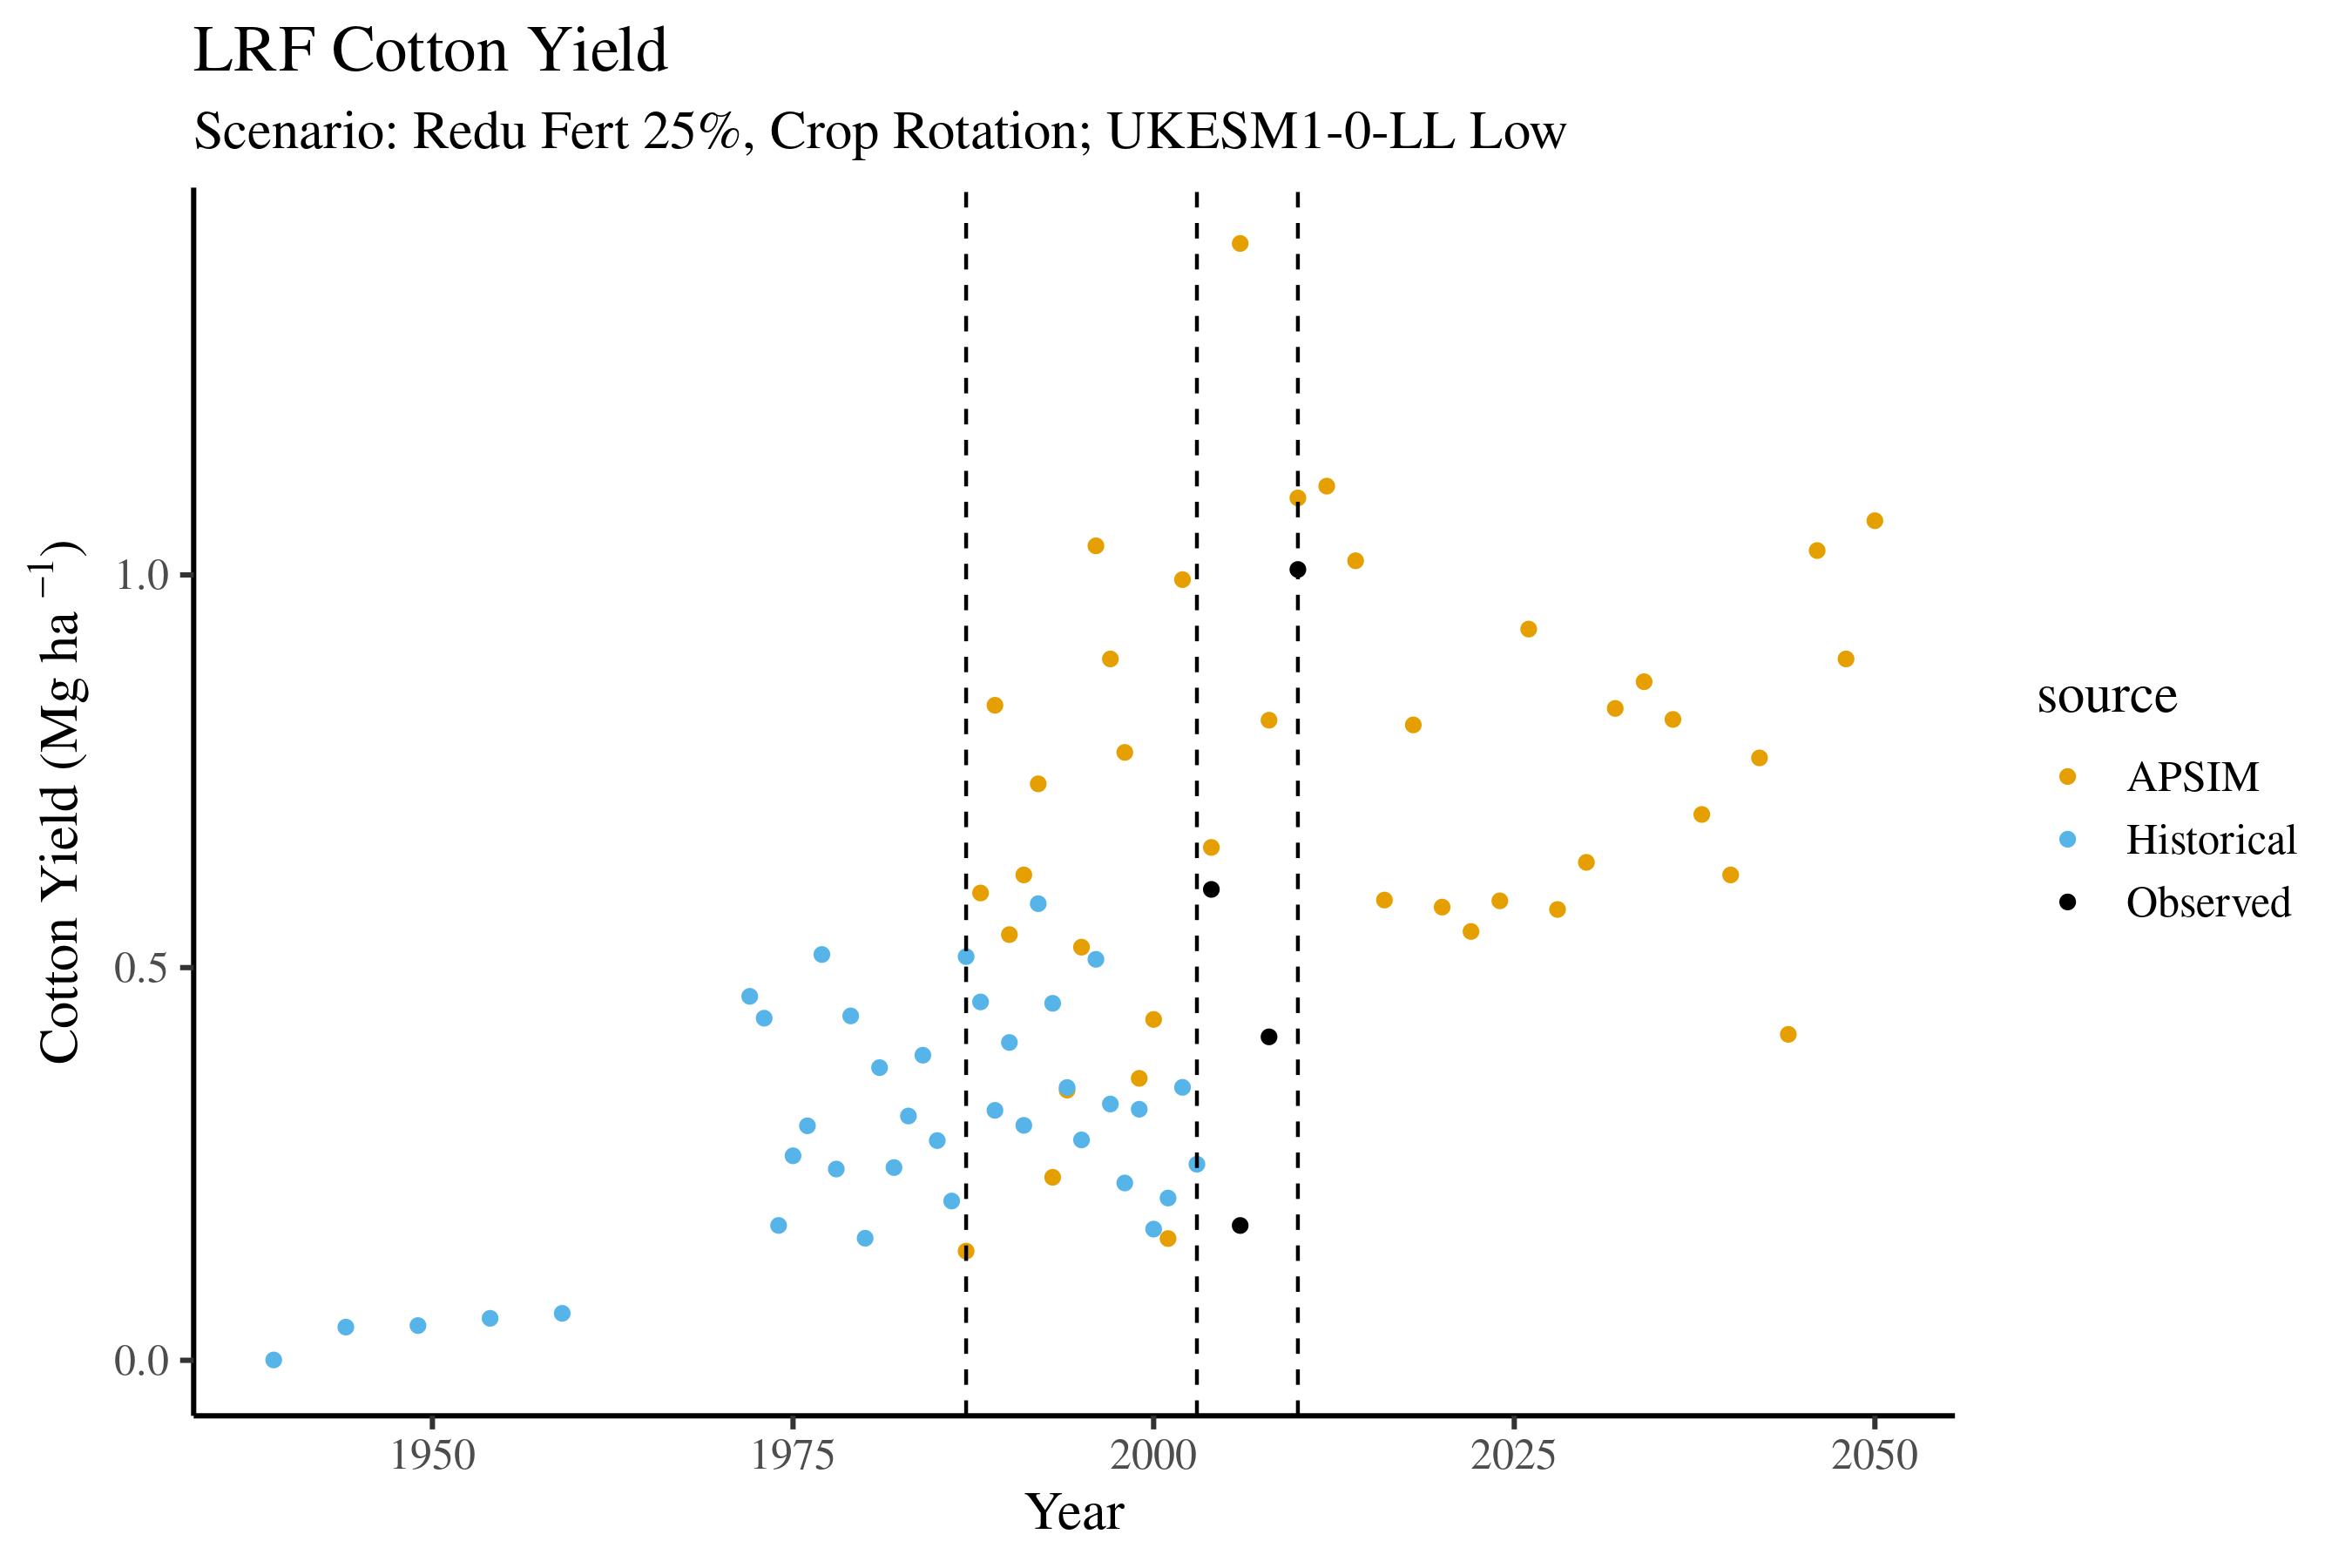 LRF Cotton Yield
Scenario: Redu Fert 25%, Crop Rotation; UKESM1-0-LL Low
Cotton Yield (Mg ha −1)
1.0
0.5
0.0
1950 1975 2000 2025 2050
Year
source
APSIM
Historical
Observed